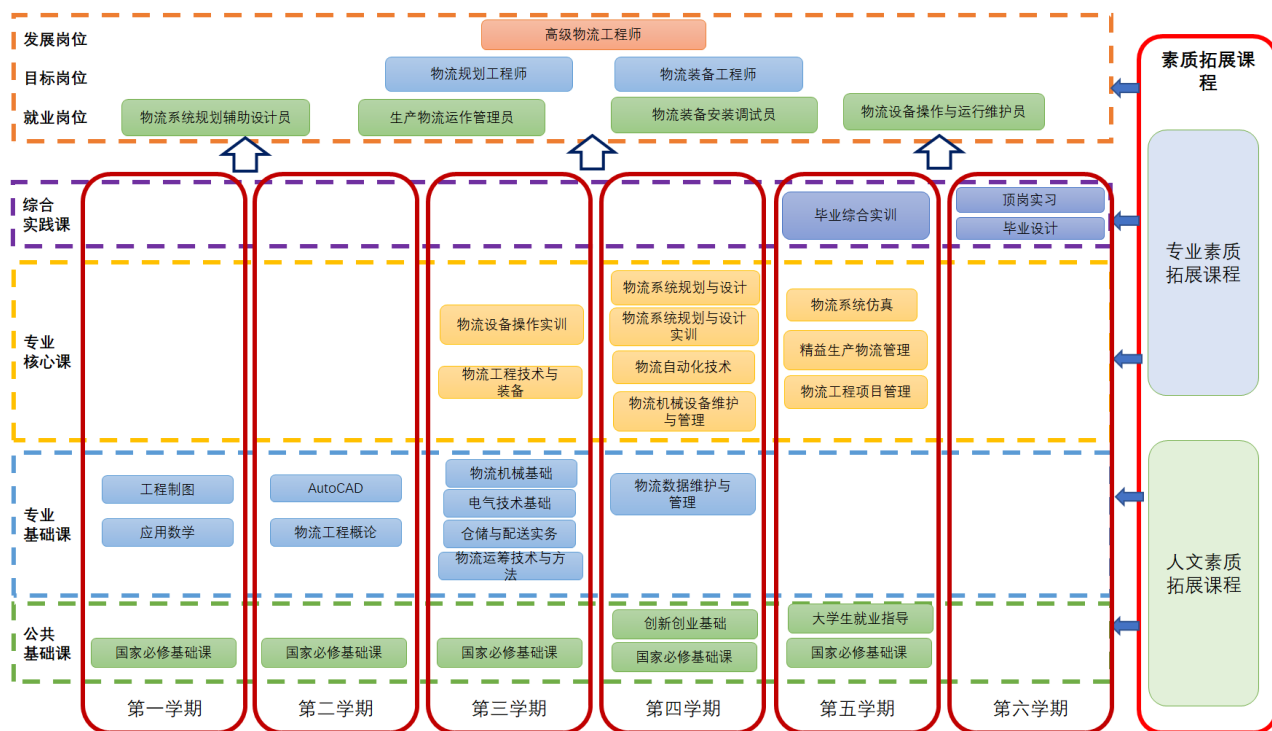 发展岗位
高级物流工程师
目标岗位
物流规划工程师
物流装备工程师
就业岗位
物流系统规划辅助设计员
生产物流运作管理员
物流装备安装调试员
物流设备操作与运行维护员
综合
实践课
毕业综合实训
顶岗实习
毕业设计
专业
核心课
物流设备操作实训
物流工程技术与
装备
物流系统规划与设计
物流系统规划与设计
实训
物流自动化技术
物流机械设备维护
与管理
物流系统仿真
精益生产物流管理
物流工程项目管理
专业
基础课
工程制图
应用数学
AutoCAD
物流工程概论
物流机械基础
电气技术基础
仓储与配送实务
物流运筹技术与方
法
物流数据维护与
管理
公共
基础课
国家必修基础课
国家必修基础课
国家必修基础课
创新创业基础
国家必修基础课
大学生就业指导
国家必修基础课
第一学期
第二学期
第三学期
第四学期
第五学期
第六学期
素质拓展课
程
专业素质
拓展课程
人文素质
拓展课程